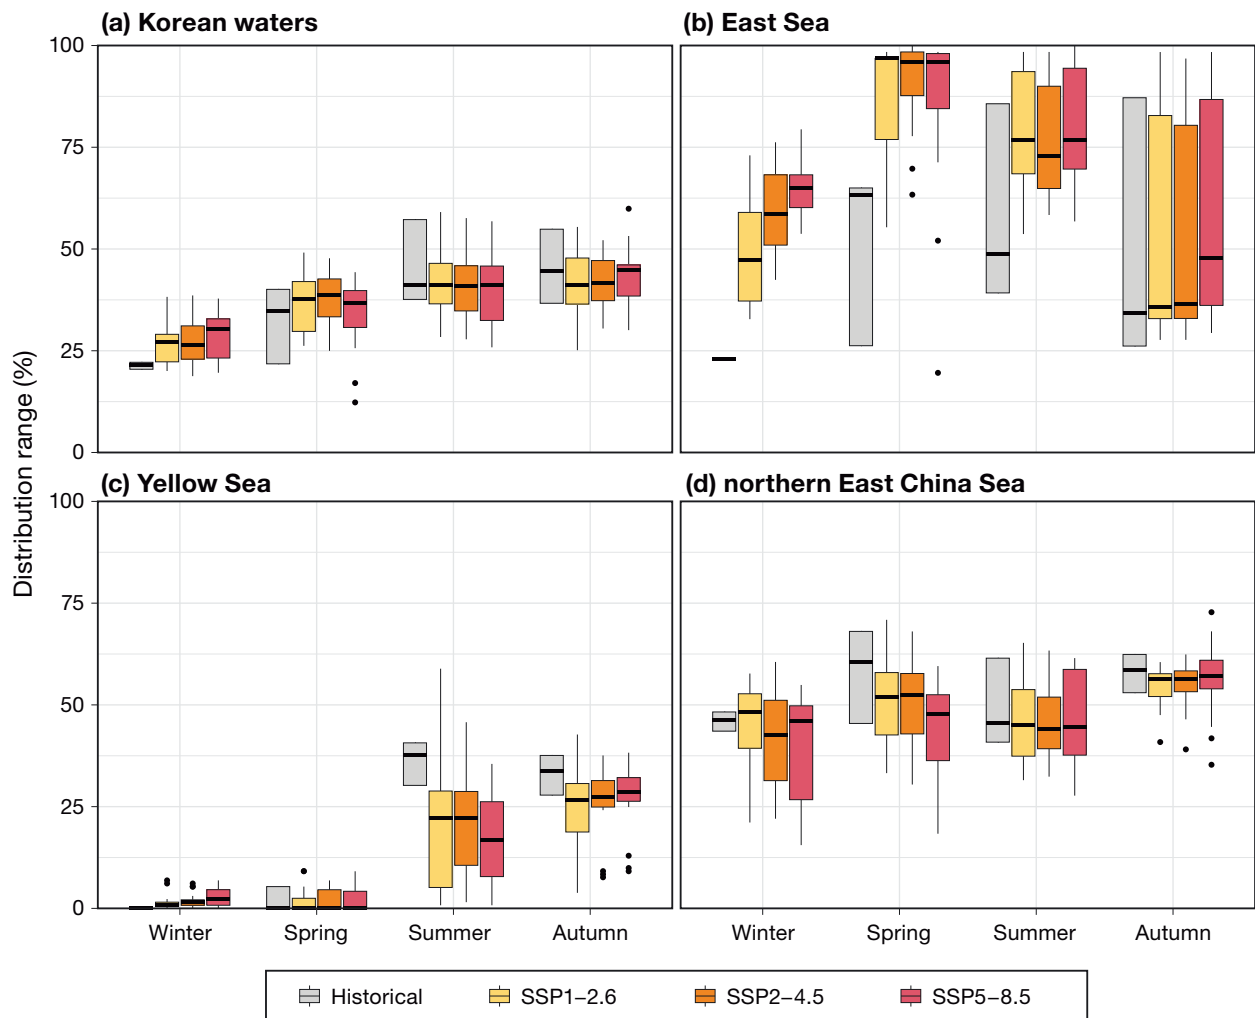 (a) Korean waters
(b) East Sea
100
75
50
25
0
Distribution range (%)
(c) Yellow Sea
(d) northern East China Sea
100
75
50
25
0
Winter Spring Summer Autumn
Winter Spring Summer Autumn
Historical SSP1–2.6 SSP2–4.5 SSP5–8.5